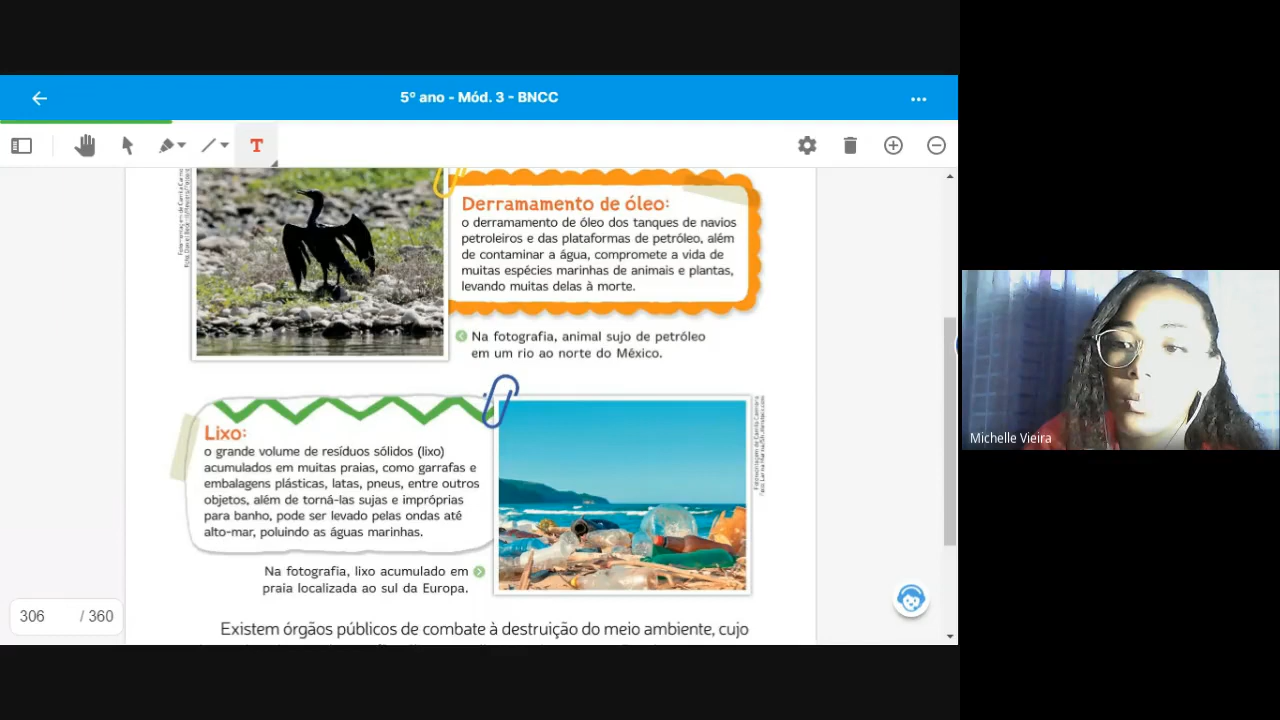 5º ano - Mód. 3 - BNCC
T
Derramamento de óleo:
o derramamento de óleo dos tanques de navios
petroleiros e das plataformas de petróleo, além
de contaminar a água, compromete a vida de
muitas espécies marinhas de animais e plantas,
levando muitas delas à morte.
Na fotografia, animal sujo de petróleo
em um rio ao norte do México.
Lixo:
o grande volume de resíduos sólidos (lixo)
acumulados em muitas praias, como garrafas e
embalagens plásticas, latas, pneus, entre outros
objetos, além de torná-las sujas e impróprias
para banho, pode ser levado pelas ondas até
alto-mar, poluindo as águas marinhas.
Na fotografia, lixo acumulado em
praia localizada ao sul da Europa.
Existem órgãos públicos de combate à destruição do meio ambiente, cujo
306 / 360
Michelle Vieira